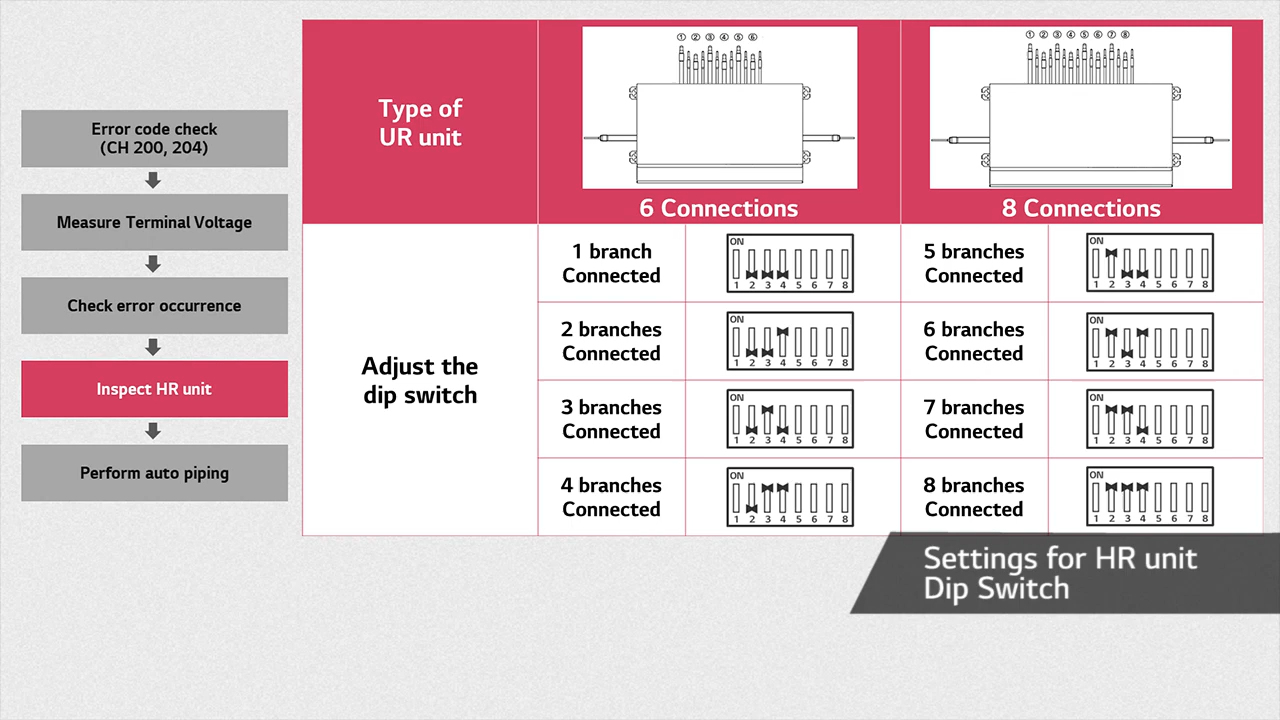 Error code check
(CH 200, 204)
Measure Terminal Voltage
Check error occurrence
Inspect HR unit
Perform auto piping
Type of
UR unit
① ② ③ ④ ⑤ ⑥
6 Connections
① ② ③ ④ ⑤ ⑥ ⑦ ⑧
8 Connections
Adjust the
dip switch
1 branch
Connected
ON
1 2 3 4 5 6 7 8
5 branches
Connected
ON
1 2 3 4 5 6 7 8
2 branches
Connected
ON
1 2 3 4 5 6 7 8
6 branches
Connected
ON
1 2 3 4 5 6 7 8
3 branches
Connected
ON
1 2 3 4 5 6 7 8
7 branches
Connected
ON
1 2 3 4 5 6 7 8
4 branches
Connected
ON
1 2 3 4 5 6 7 8
8 branches
Connected
ON
1 2 3 4 5 6 7 8
Settings for HR unit
Dip Switch